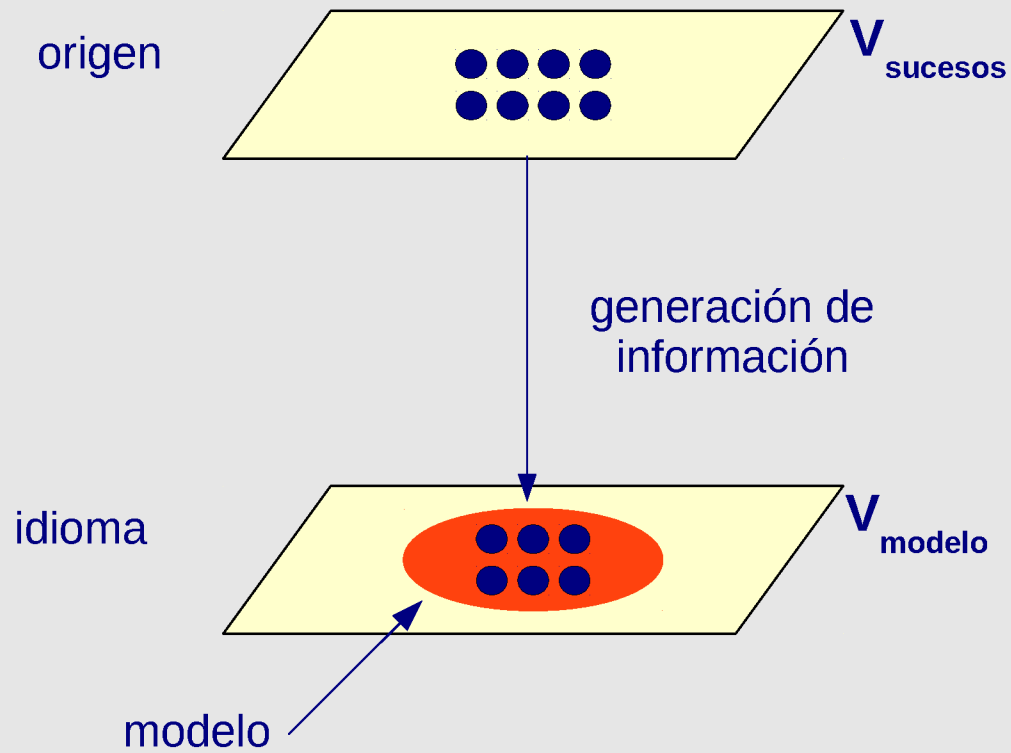 origen
V sucesos
generación de
información
idioma
V modelo
modelo